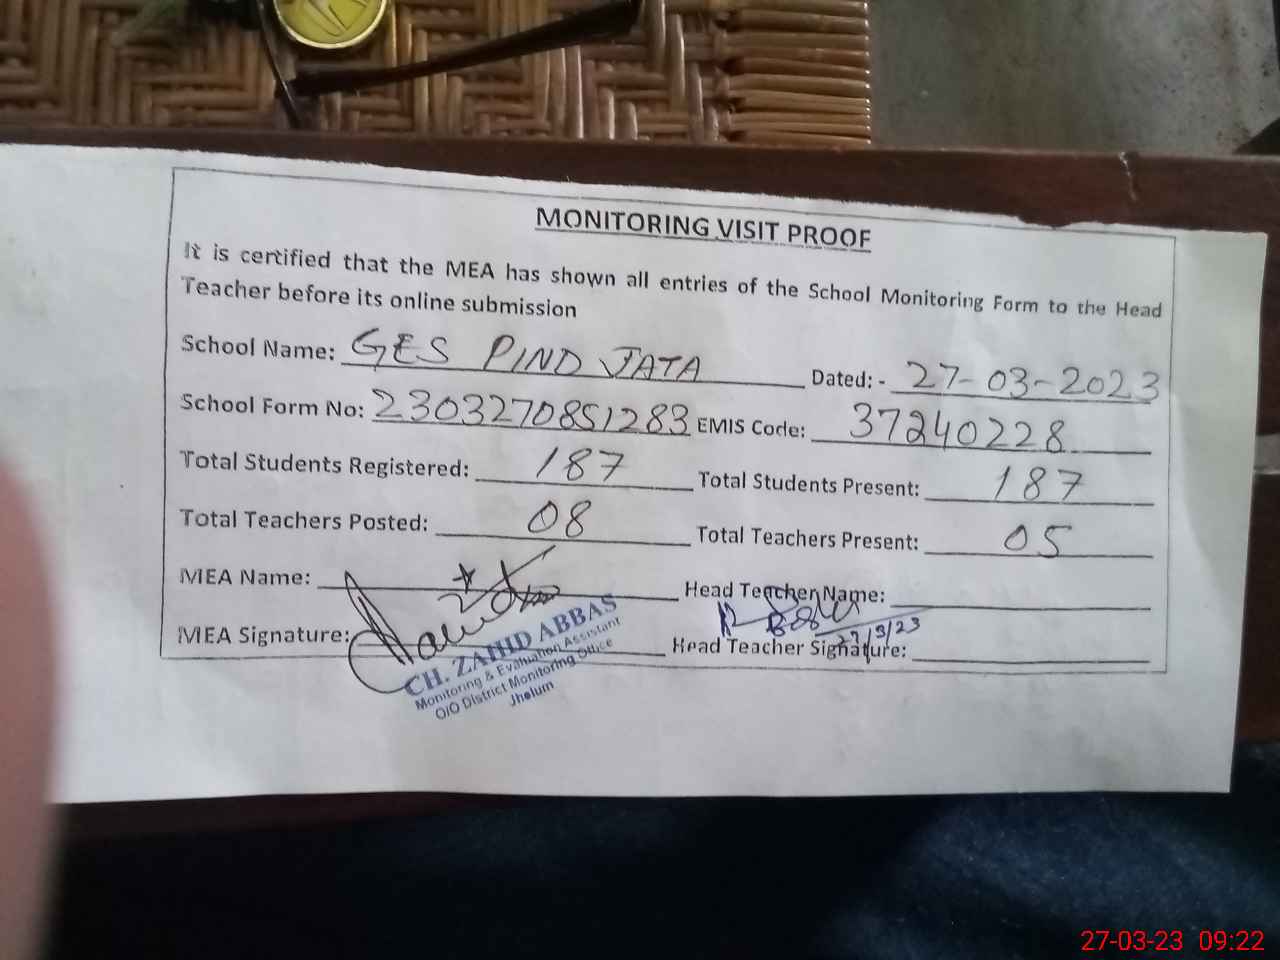 MONITORING VISIT PROOF
It is certified that the MEA has shown all entries of the School Monitoring Form to the Head
Teacher before its online submission
School Name: GES PIND JATA Dated: - 27-03-2023
School Form No: 2303270851283 EMIS Code: 37240228
Total Students Registered: 187 Total Students Present: 187
Total Teachers Posted: 08 Total Teachers Present: 05
MEA Name: Head Teacher Name:
27/3/23
MEA Signature: Head Teacher Signature:
CH. ZAHID ABBAS
Monitoring & Evaluation Assistant
O/O District Monitoring Office
Jhelum
27-03-23 09:22